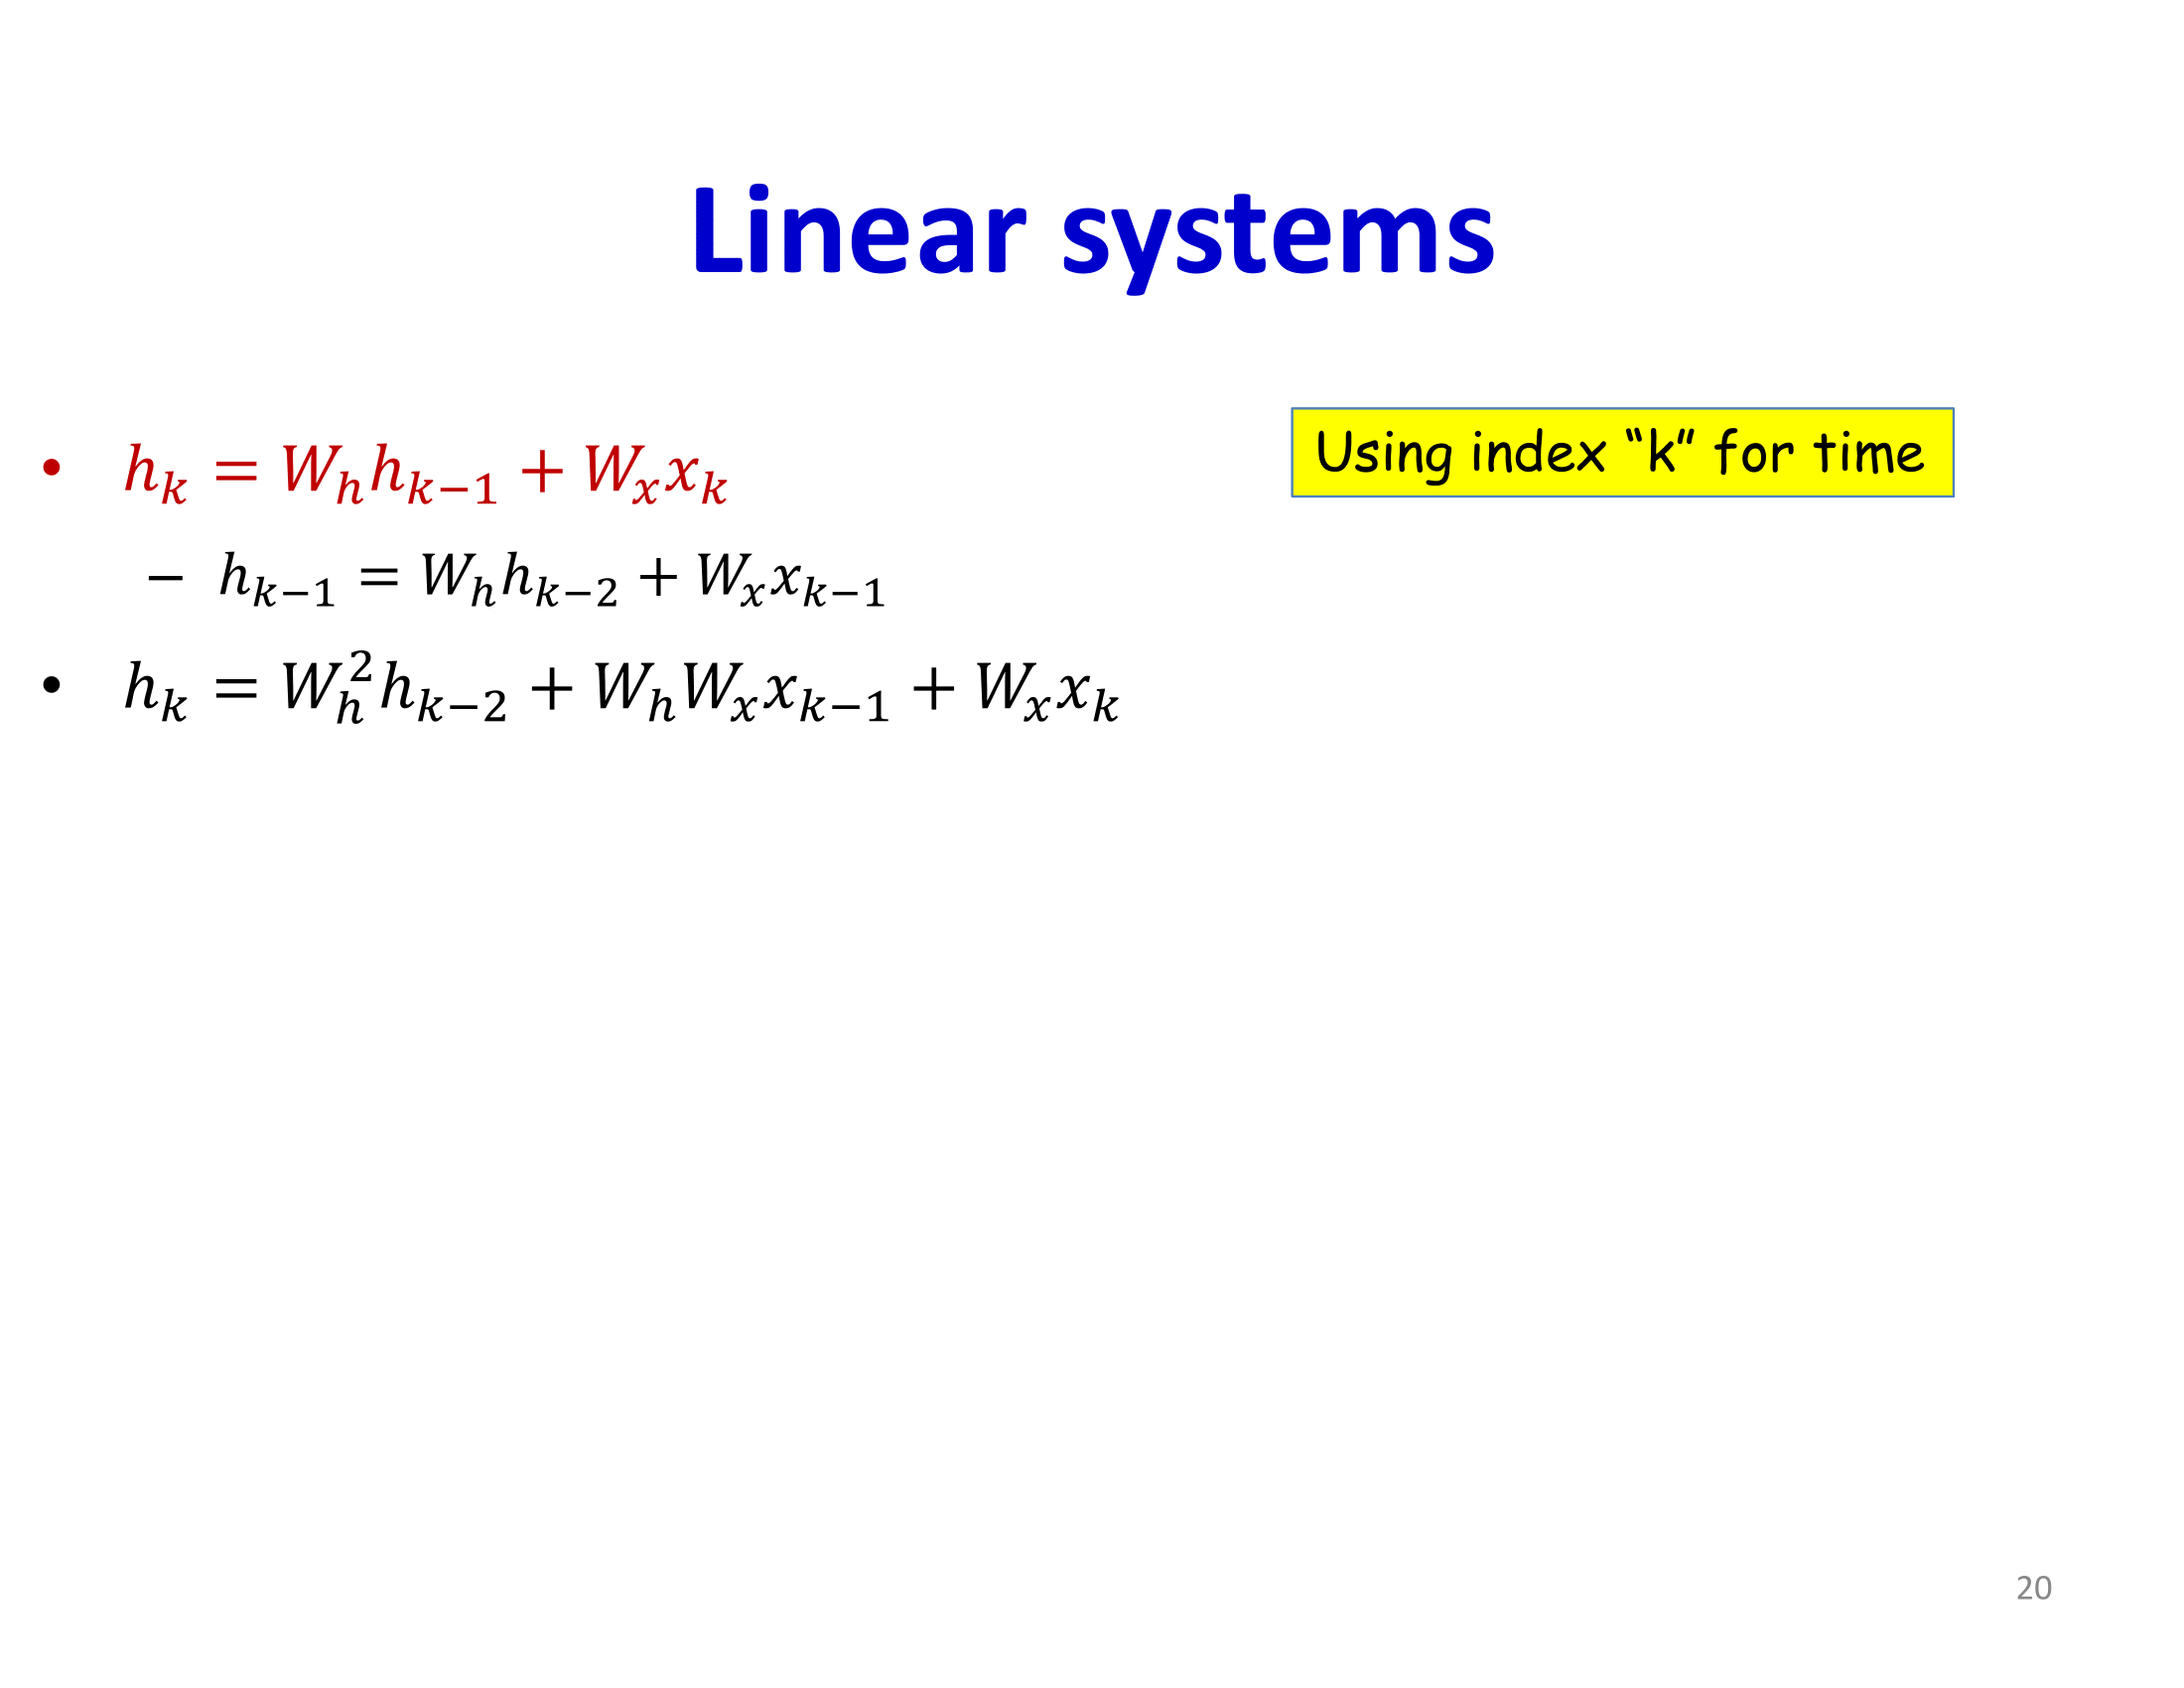 Linear systems
• h_k = W_h h_{k−1} + W_x x_k
Using index “k” for time
– h_{k−1} = W_h h_{k−2} + W_x x_{k−1}
• h_k = W_h^2 h_{k−2} + W_h W_x x_{k−1} + W_x x_k
20